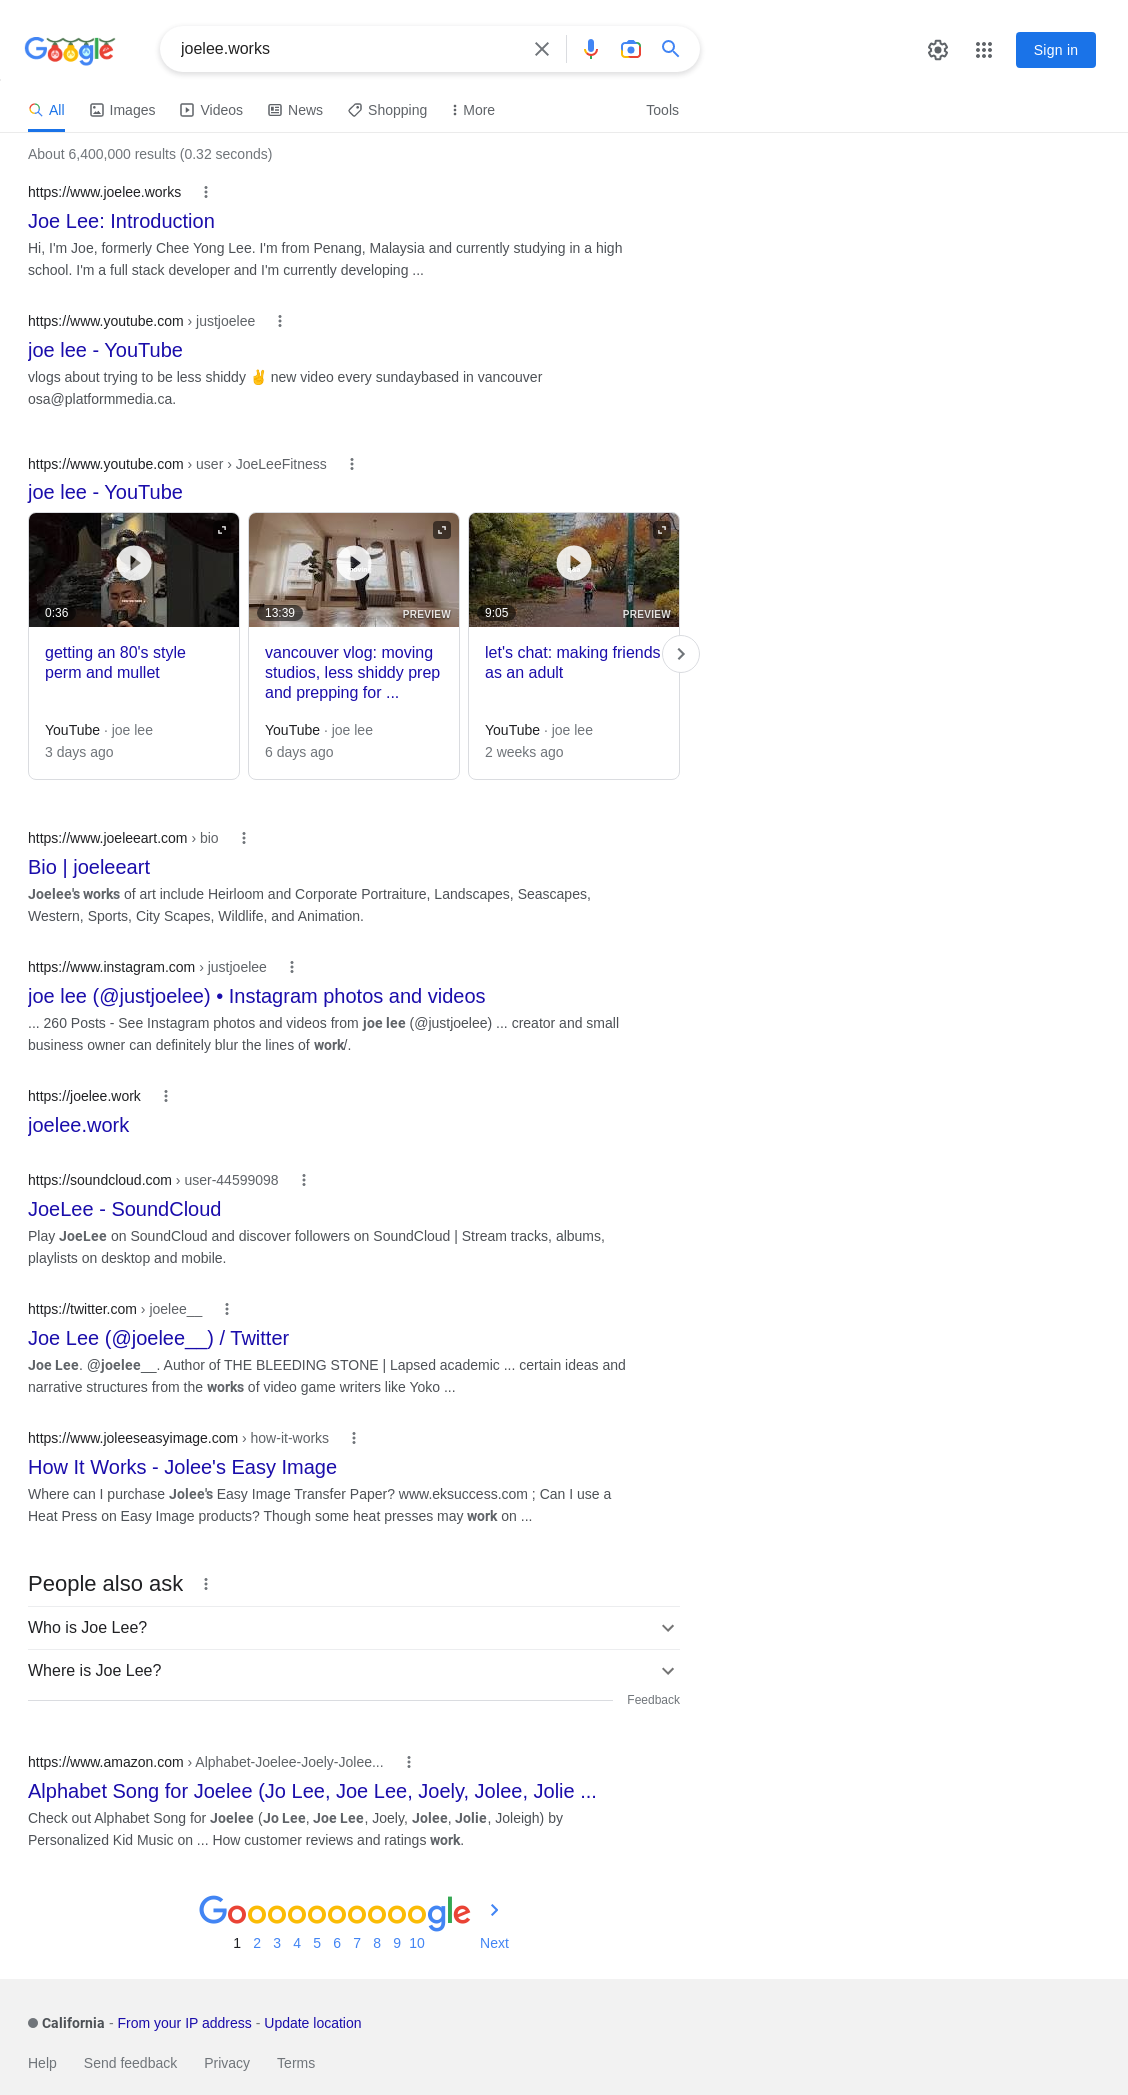 Google
joelee.works
Sign in
All Images Videos News Shopping More Tools
About 6,400,000 results (0.32 seconds)
https://www.joelee.works
Joe Lee: Introduction
Hi, I'm Joe, formerly Chee Yong Lee. I'm from Penang, Malaysia and currently studying in a high
school. I'm a full stack developer and I'm currently developing ...
https://www.youtube.com › justjoelee
joe lee - YouTube
vlogs about trying to be less shiddy ✌️ new video every sundaybased in vancouver
osa@platformmedia.ca.
https://www.youtube.com › user › JoeLeeFitness
joe lee - YouTube
0:36
getting an 80's style
perm and mullet
YouTube · joe lee
3 days ago
13:39 PREVIEW
vancouver vlog: moving
studios, less shiddy prep
and prepping for ...
YouTube · joe lee
6 days ago
9:05 PREVIEW
let's chat: making friends
as an adult
YouTube · joe lee
2 weeks ago
https://www.joeleeart.com › bio
Bio | joeleeart
Joelee's works of art include Heirloom and Corporate Portraiture, Landscapes, Seascapes,
Western, Sports, City Scapes, Wildlife, and Animation.
https://www.instagram.com › justjoelee
joe lee (@justjoelee) • Instagram photos and videos
... 260 Posts - See Instagram photos and videos from joe lee (@justjoelee) ... creator and small
business owner can definitely blur the lines of work/.
https://joelee.work
joelee.work
https://soundcloud.com › user-44599098
JoeLee - SoundCloud
Play JoeLee on SoundCloud and discover followers on SoundCloud | Stream tracks, albums,
playlists on desktop and mobile.
https://twitter.com › joelee__
Joe Lee (@joelee__) / Twitter
Joe Lee. @joelee__. Author of THE BLEEDING STONE | Lapsed academic ... certain ideas and
narrative structures from the works of video game writers like Yoko ...
https://www.joleeseasyimage.com › how-it-works
How It Works - Jolee's Easy Image
Where can I purchase Jolee's Easy Image Transfer Paper? www.eksuccess.com ; Can I use a
Heat Press on Easy Image products? Though some heat presses may work on ...
People also ask
Who is Joe Lee?
Where is Joe Lee?
Feedback
https://www.amazon.com › Alphabet-Joelee-Joely-Jolee...
Alphabet Song for Joelee (Jo Lee, Joe Lee, Joely, Jolee, Jolie ...
Check out Alphabet Song for Joelee (Jo Lee, Joe Lee, Joely, Jolee, Jolie, Joleigh) by
Personalized Kid Music on ... How customer reviews and ratings work.
Goooooooooogle
1 2 3 4 5 6 7 8 9 10 Next
California - From your IP address - Update location
Help Send feedback Privacy Terms